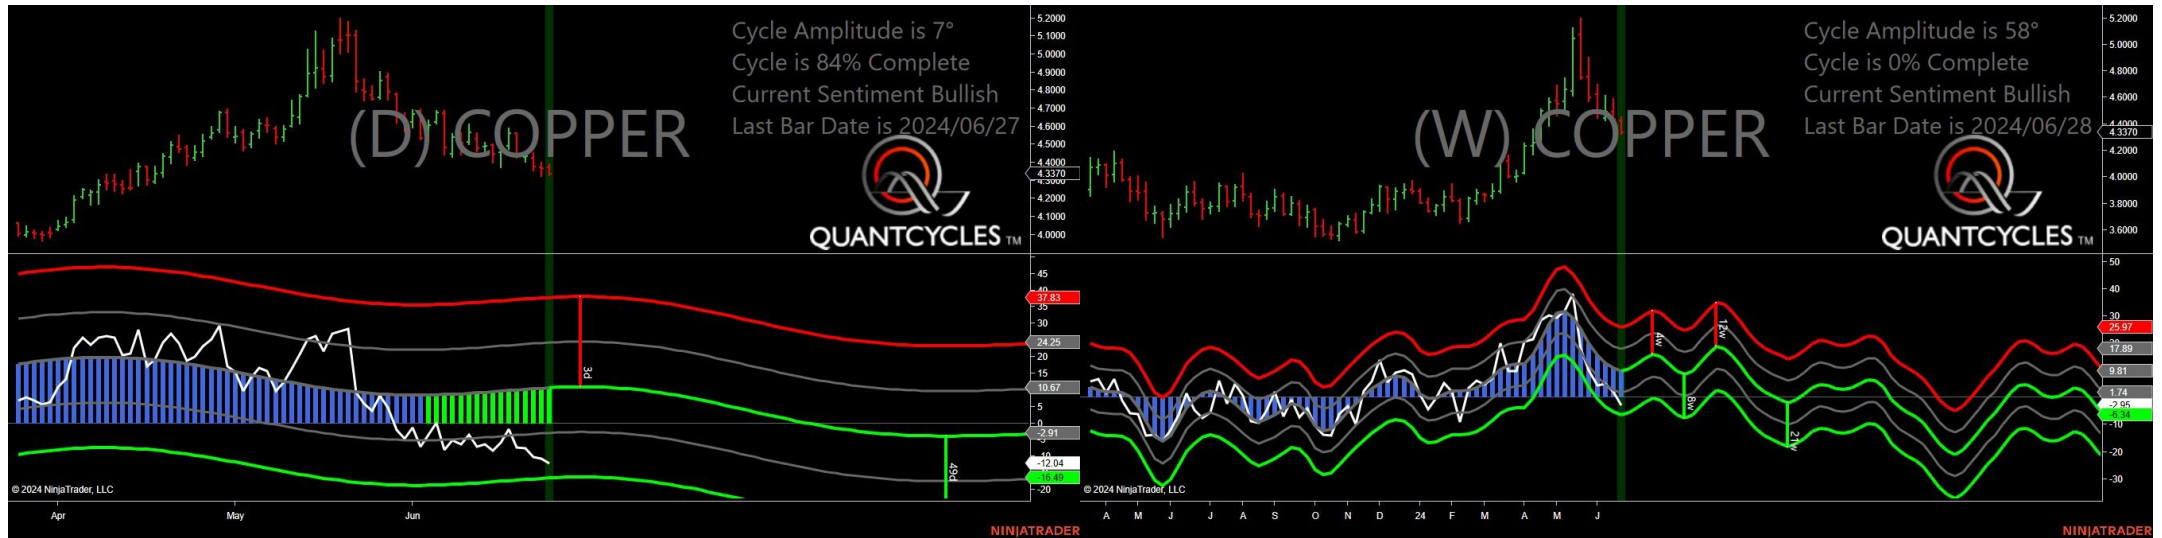 Cycle Amplitude is 7°
Cycle is 84% Complete
Current Sentiment Bullish
Last Bar Date is 2024/06/27
(D) COPPER
QUANTCYCLES TM
5.2000
5.1000
5.0000
4.9000
4.8000
4.7000
4.6000
4.5000
4.4000
4.3370
4.3000
4.2000
4.1000
4.0000
45
37.83
35
30
24.25
20
15
10.67
5
0
-2.91
-12.04
-16.49
-20
3d
49d
© 2024 NinjaTrader, LLC
Apr May Jun
NINJATRADER
Cycle Amplitude is 58°
Cycle is 0% Complete
Current Sentiment Bullish
Last Bar Date is 2024/06/28
(W) COPPER
QUANTCYCLES TM
5.2000
5.0000
4.8000
4.6000
4.3370
4.2000
4.0000
3.8000
3.6000
50
40
30
25.97
17.89
9.81
1.74
-2.95
-6.34
-10
-20
-30
4w
12w
8w
21w
© 2024 NinjaTrader, LLC
A M J J A S O N D 24 F M A M J
NINJATRADER